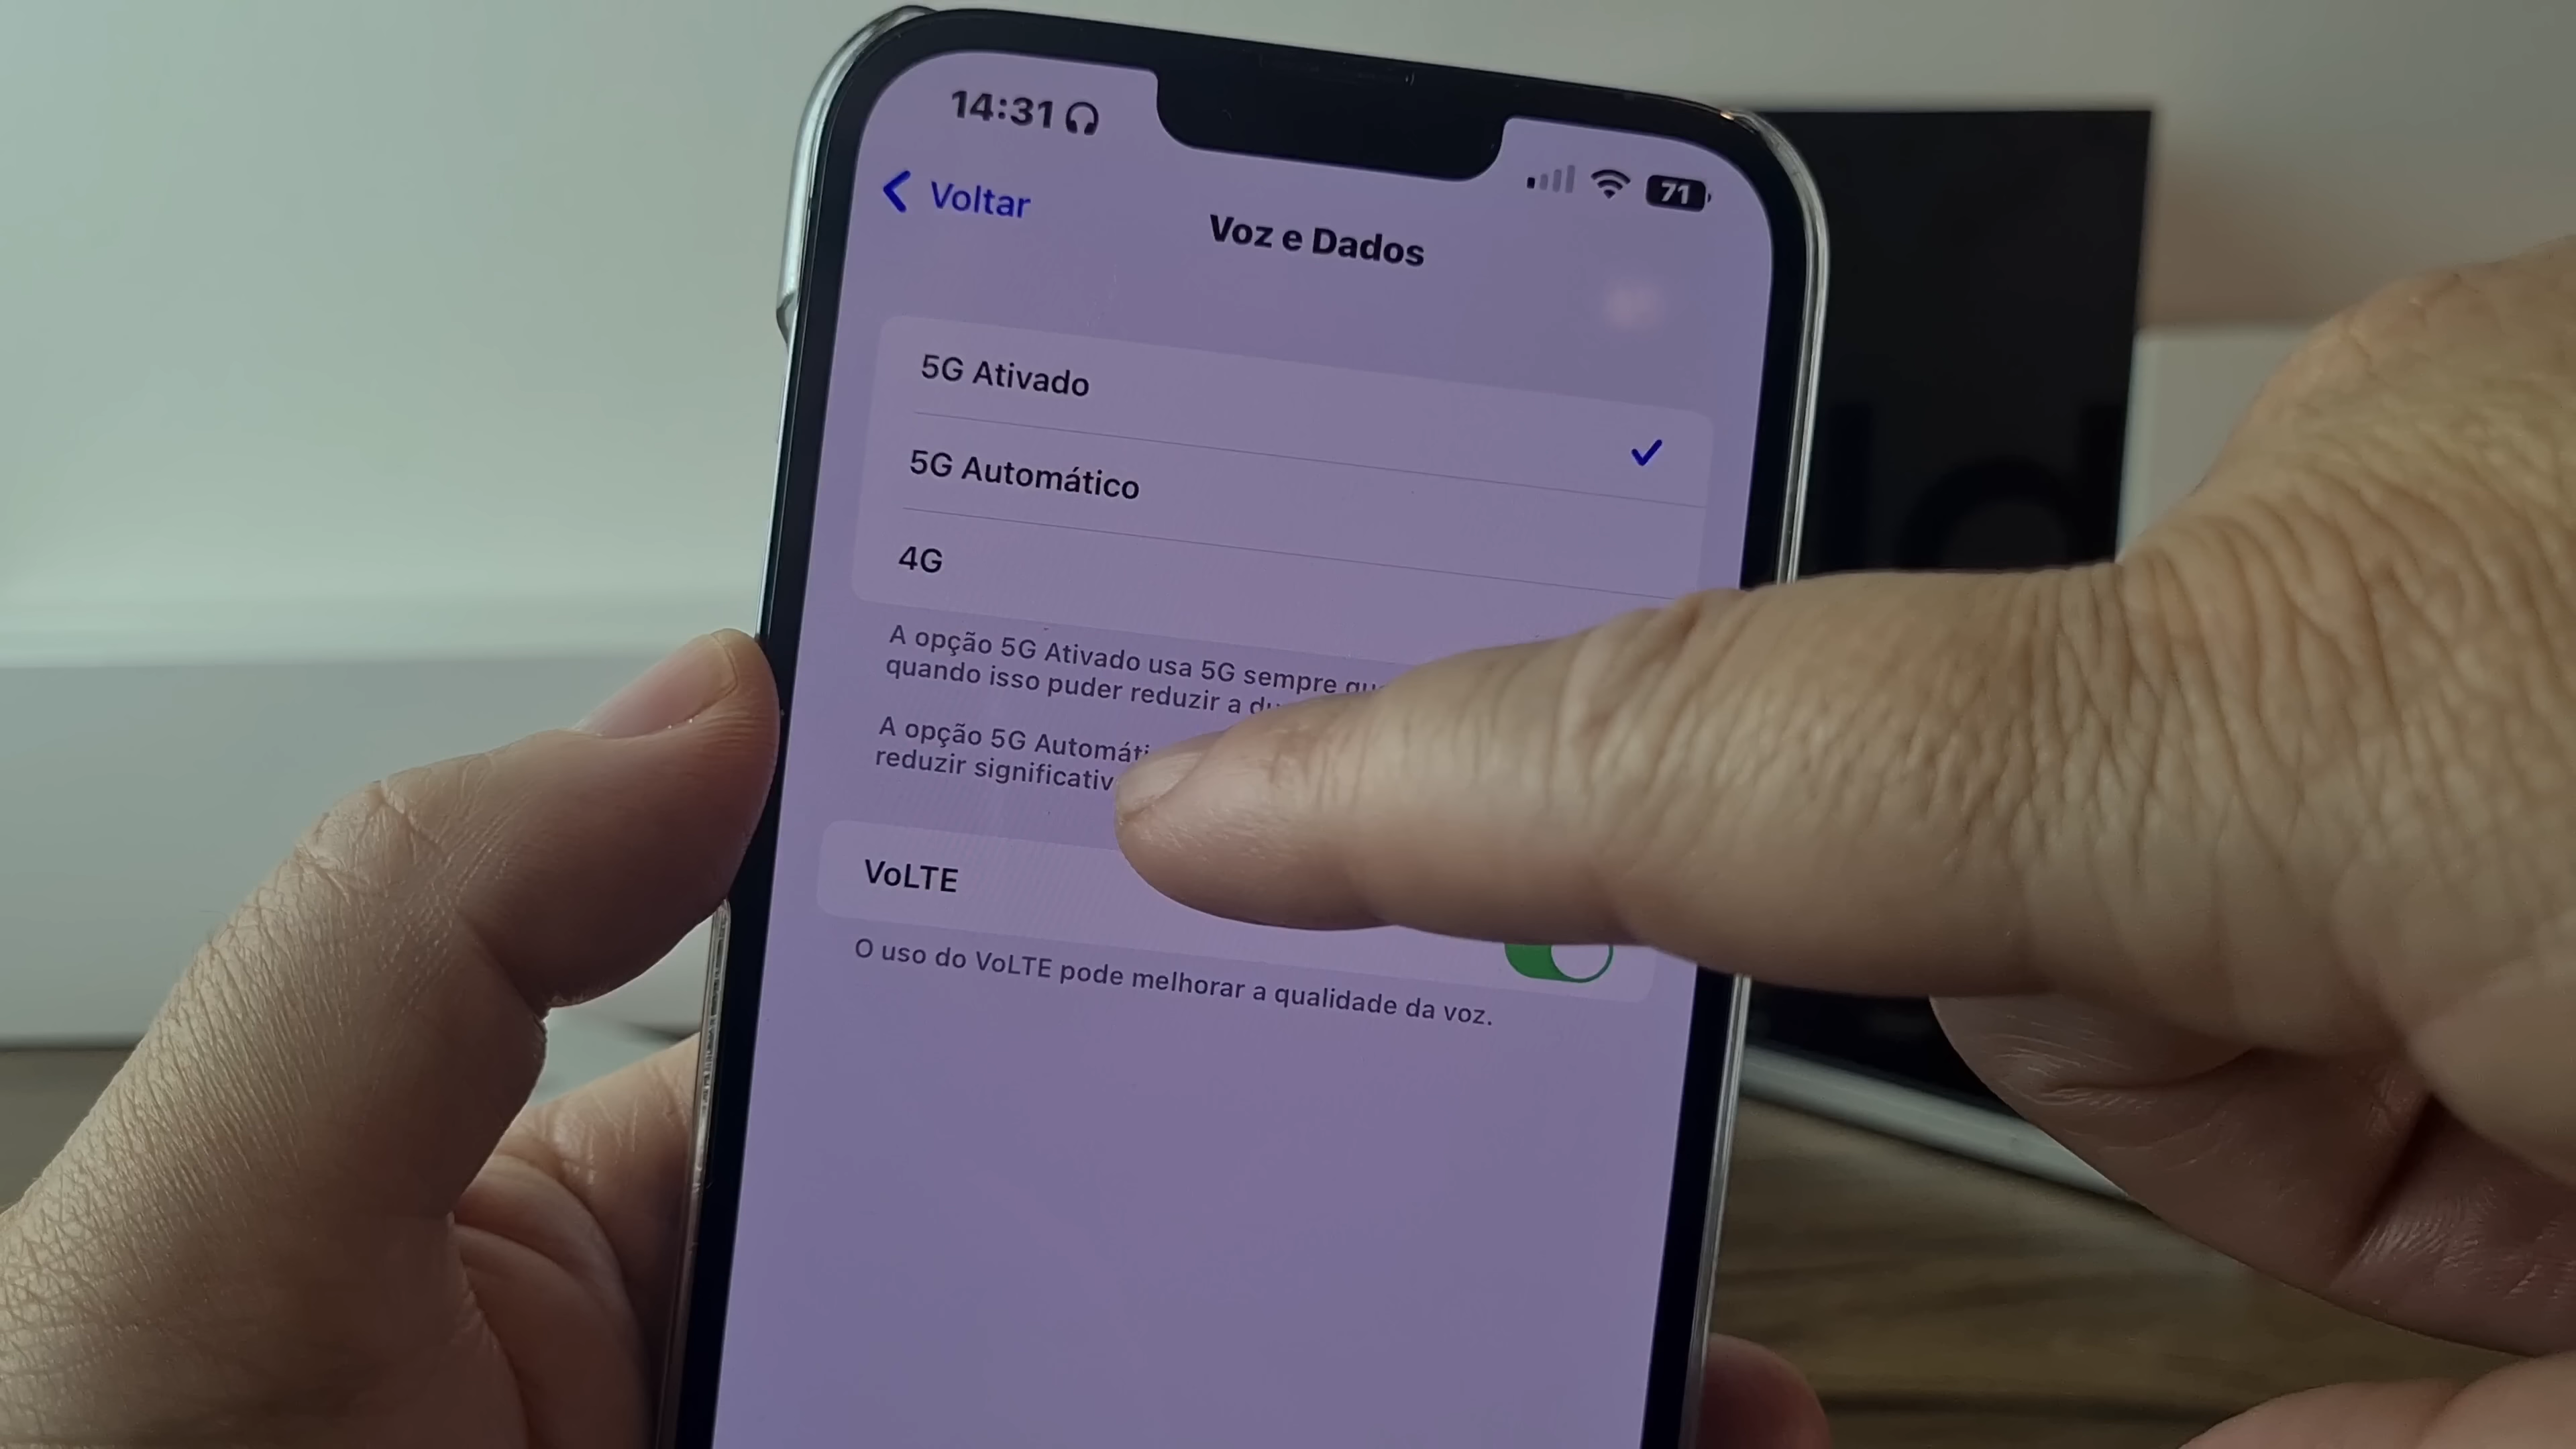 14:31
71
Voltar
Voz e Dados
5G Ativado
5G Automático
4G
A opção 5G Ativado usa 5G sempre
quando isso puder reduzir a
A opção 5G
reduzir
VoLTE
O uso do VoLTE pode melhorar a qualidade da voz.